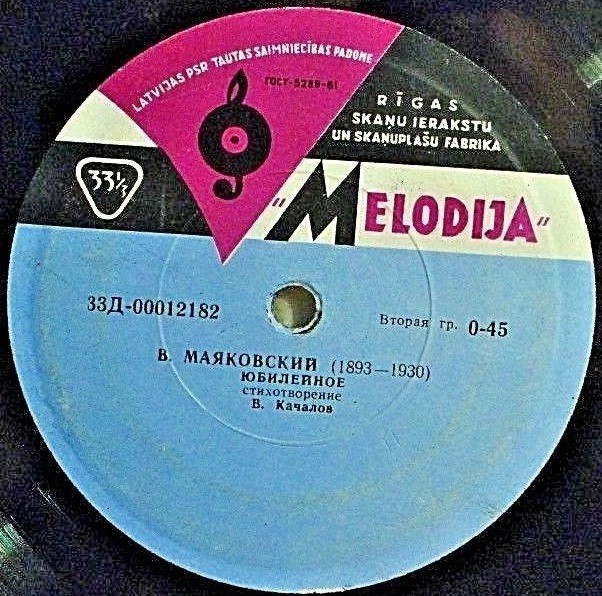 LATVIJAS PSR TAUTAS SAIMNIECĪBAS PADOME
ГОСТ-5289-61
RĪGAS
SKAŅU IERAKSTU
UN SKAŅUPLAŠU FABRIKA
33⅓
"MELODIJA"
33Д-00012182
Вторая гр. 0-45
В. МАЯКОВСКИЙ (1893—1930)
ЮБИЛЕЙНОЕ
стихотворение
В. Качалов